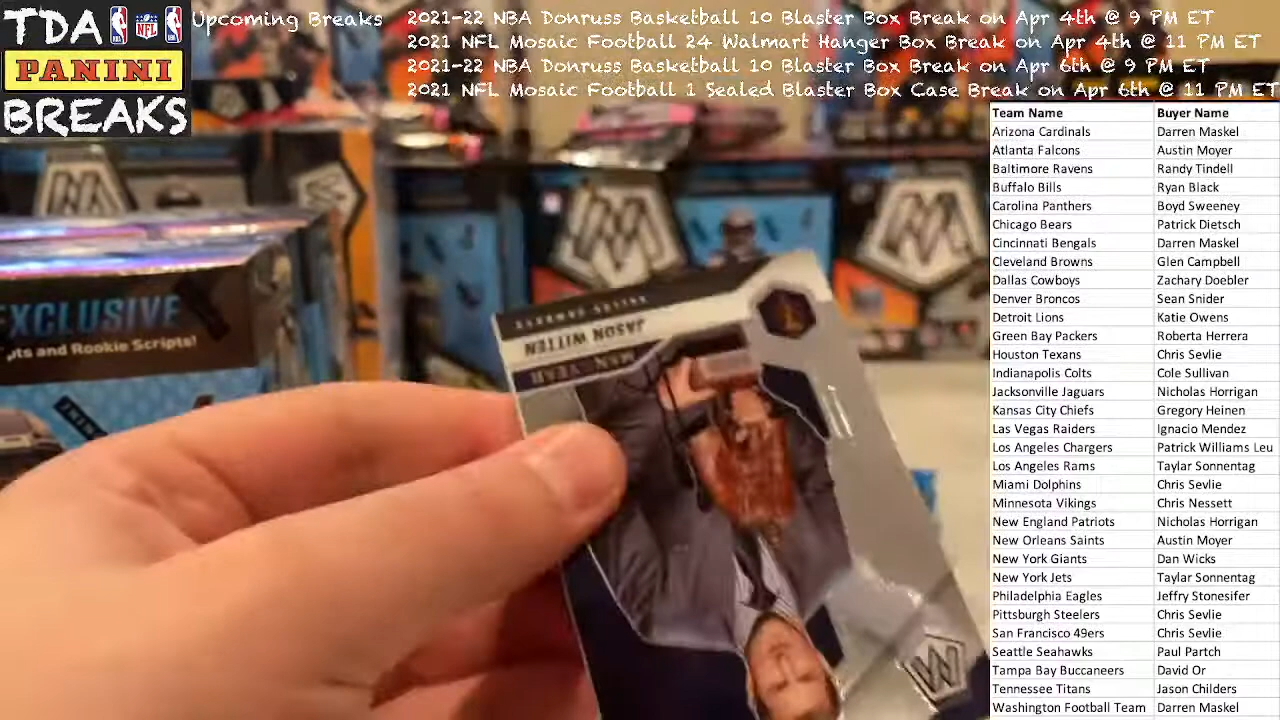 TDA
PANINI
BREAKS
Upcoming Breaks
2021-22 NBA Donruss Basketball 10 Blaster Box Break on Apr 4th @ 9 PM ET
2021 NFL Mosaic Football 24 Walmart Hanger Box Break on Apr 4th @ 11 PM ET
2021-22 NBA Donruss Basketball 10 Blaster Box Break on Apr 6th @ 9 PM ET
2021 NFL Mosaic Football 1 Sealed Blaster Box Case Break on Apr 6th @ 11 PM ET
Team Name Buyer Name
Arizona Cardinals Darren Maskel
Atlanta Falcons Austin Moyer
Baltimore Ravens Randy Tindell
Buffalo Bills Ryan Black
Carolina Panthers Boyd Sweeney
Chicago Bears Patrick Dietsch
Cincinnati Bengals Darren Maskel
Cleveland Browns Glen Campbell
Dallas Cowboys Zachary Doebler
Denver Broncos Sean Snider
Detroit Lions Katie Owens
Green Bay Packers Roberta Herrera
Houston Texans Chris Sevlie
Indianapolis Colts Cole Sullivan
Jacksonville Jaguars Nicholas Horrigan
Kansas City Chiefs Gregory Heinen
Las Vegas Raiders Ignacio Mendez
Los Angeles Chargers Patrick Williams Leu
Los Angeles Rams Taylar Sonnentag
Miami Dolphins Chris Sevlie
Minnesota Vikings Chris Nessett
New England Patriots Nicholas Horrigan
New Orleans Saints Austin Moyer
New York Giants Dan Wicks
New York Jets Taylar Sonnentag
Philadelphia Eagles Jeffry Stonesifer
Pittsburgh Steelers Chris Sevlie
San Francisco 49ers Chris Sevlie
Seattle Seahawks Paul Partch
Tampa Bay Buccaneers David Or
Tennessee Titans Jason Childers
Washington Football Team Darren Maskel
EXCLUSIVE
and Rookie Scripts!
DALLAS COWBOYS
JASON WITTEN